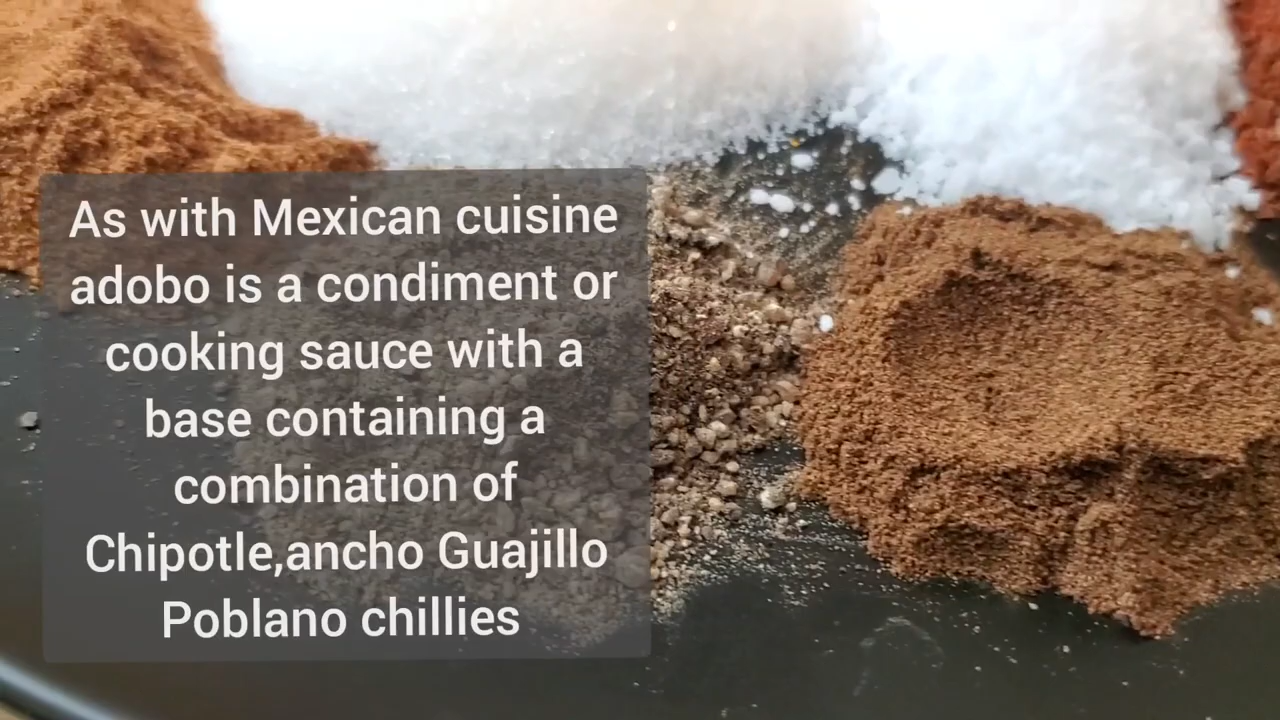 As with Mexican cuisine
adobo is a condiment or
cooking sauce with a
base containing a
combination of
Chipotle,ancho Guajillo
Poblano chillies